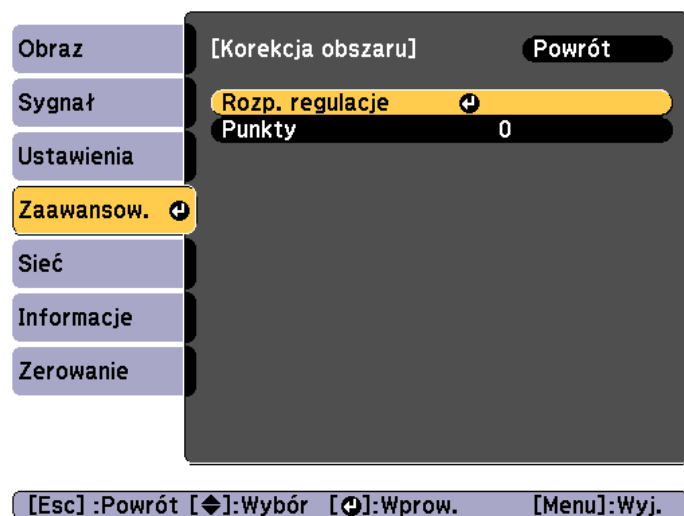 Obraz
Sygnał
Ustawienia
Zaawansow.
Sieć
Informacje
Zerowanie
[Korekcja obszaru] Powrót
Rozp. regulacje
Punkty 0
[Esc] :Powrót [◆]:Wybór [↵]:Wprow. [Menu]:Wyj.